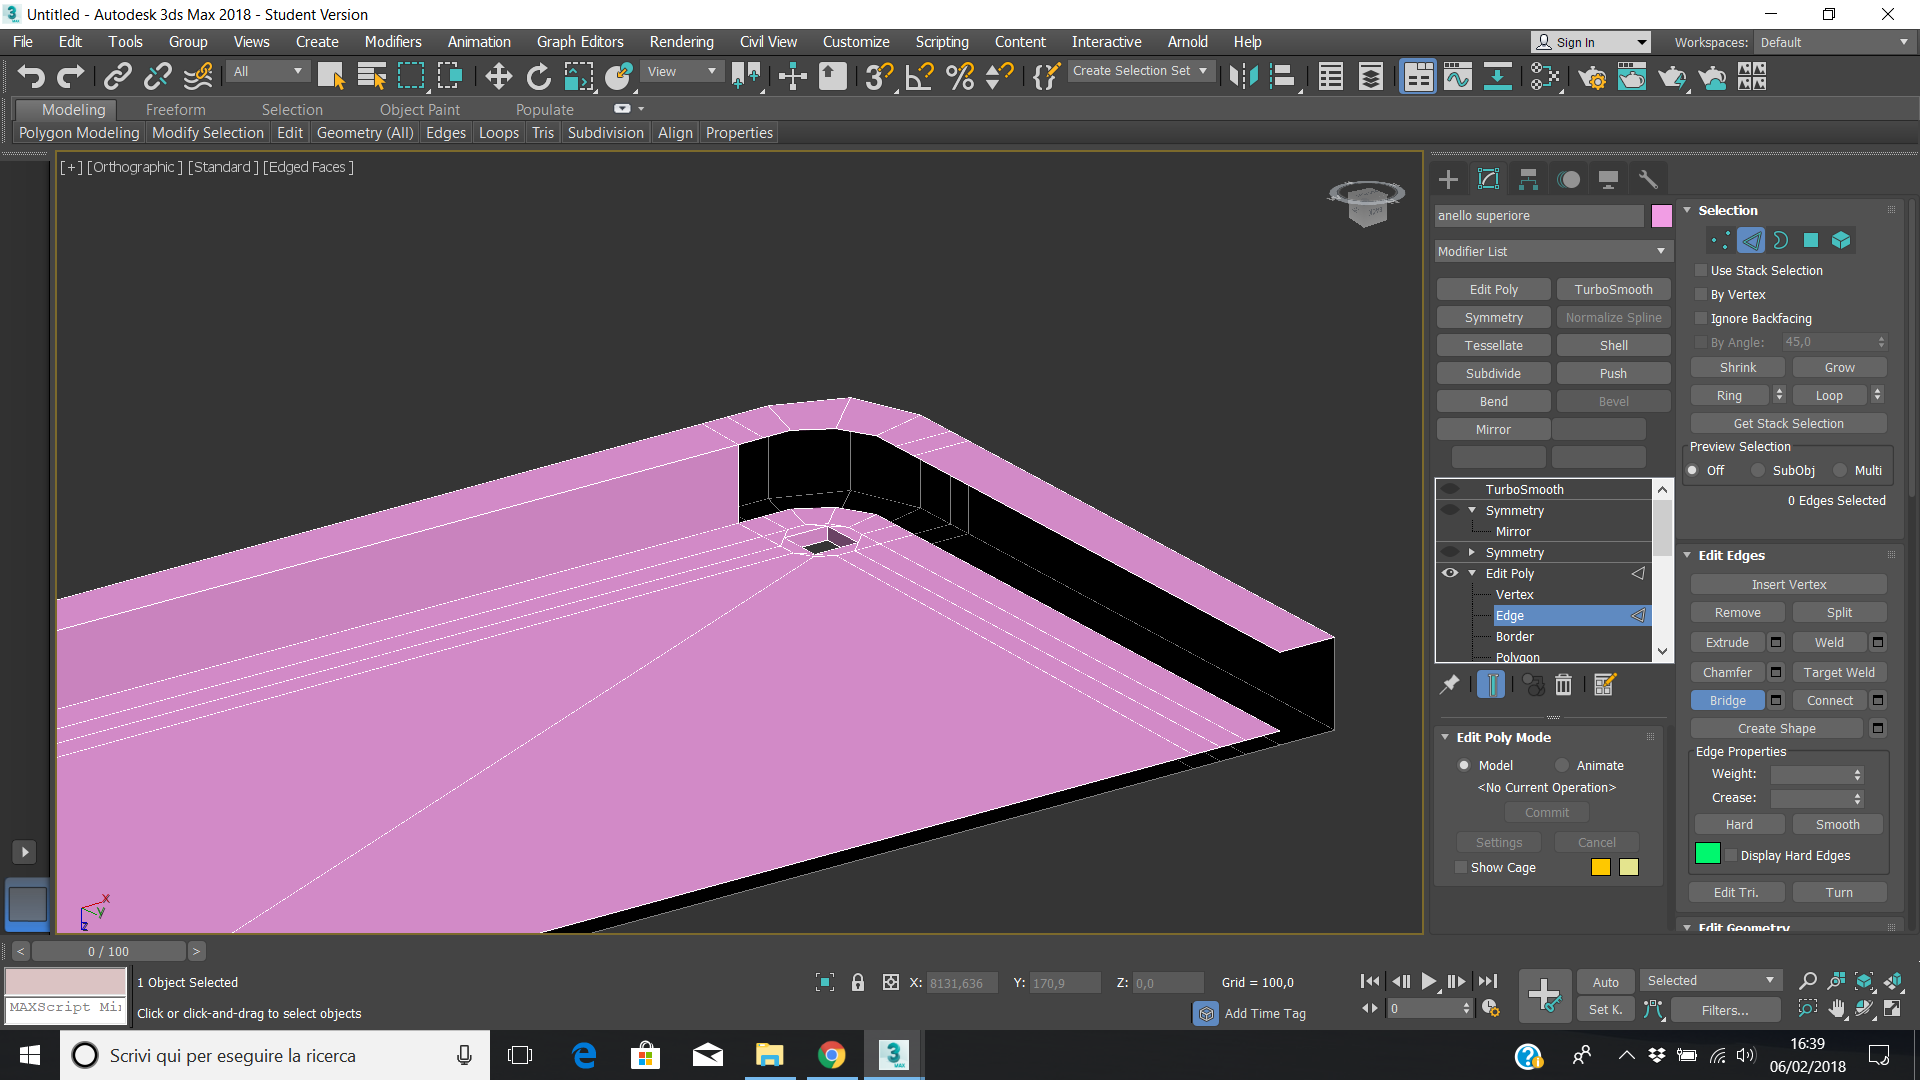 Untitled - Autodesk 3ds Max 2018 - Student Version
File Edit Tools Group Views Create Modifiers Animation Graph Editors Rendering Civil View Customize Scripting Content Interactive Arnold Help Sign In Workspaces: Default
All View Create Selection Set
Modeling Freeform Selection Object Paint Populate
Polygon Modeling Modify Selection Edit Geometry (All) Edges Loops Tris Subdivision Align Properties
[+] [Orthographic ] [Standard ] [Edged Faces ]
anello superiore
Modifier List
Edit Poly TurboSmooth
Symmetry Normalize Spline
Tessellate Shell
Subdivide Push
Bend Bevel
Mirror
TurboSmooth
Symmetry
Mirror
Symmetry
Edit Poly
Vertex
Edge
Border
Polygon
Edit Poly Mode
Model Animate
<No Current Operation>
Commit
Settings Cancel
Show Cage
Selection
Use Stack Selection
By Vertex
Ignore Backfacing
By Angle: 45,0
Shrink Grow
Ring Loop
Get Stack Selection
Preview Selection
Off SubObj Multi
0 Edges Selected
Edit Edges
Insert Vertex
Remove Split
Extrude Weld
Chamfer Target Weld
Bridge Connect
Create Shape
Edge Properties
Weight:
Crease:
Hard Smooth
Display Hard Edges
Edit Tri. Turn
Edit Geometry
x
y
z
< 0 / 100 >
1 Object Selected X: 8131,636 Y: 170,9 Z: 0,0 Grid = 100,0 Auto Selected
MAXScript Mi Click or click-and-drag to select objects Add Time Tag 0 Set K. Filters...
Scrivi qui per eseguire la ricerca
3
MAX
16:39
06/02/2018